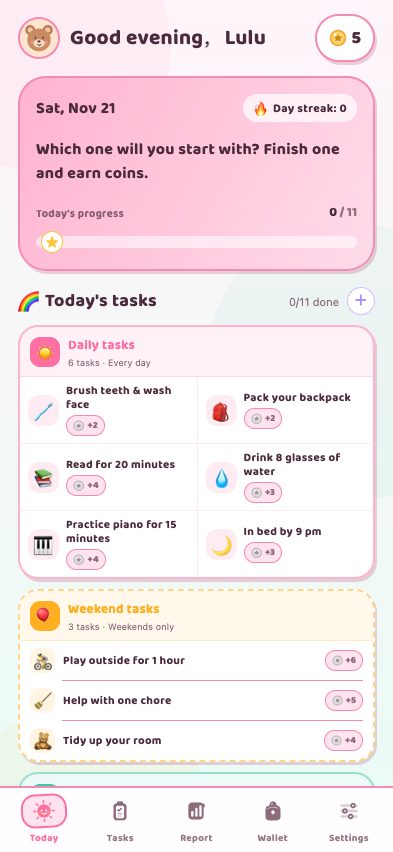 Good evening, Lulu
5
Sat, Nov 21
Day streak: 0
Which one will you start with? Finish one
and earn coins.
Today's progress
0 / 11
Today's tasks
0/11 done
+
Daily tasks
6 tasks · Every day
Brush teeth & wash
face
+2
Pack your backpack
+2
Read for 20 minutes
+4
Drink 8 glasses of
water
+3
Practice piano for 15
minutes
+4
In bed by 9 pm
+3
Weekend tasks
3 tasks · Weekends only
Play outside for 1 hour
+6
Help with one chore
+5
Tidy up your room
+4
Today
Tasks
Report
Wallet
Settings